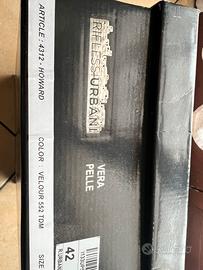 RIFLESSI URBANI
VERA
PELLE
ARTICLE : 4312 - HOWARD
COLOR : VELOUR 552 TDM
SIZE
42